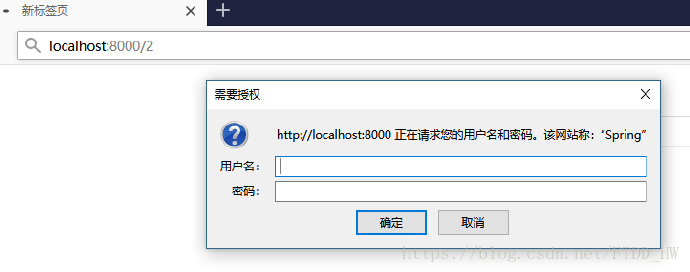 新标签页
localhost:8000/2
需要授权
http://localhost:8000 正在请求您的用户名和密码。该网站称：“Spring”
用户名：
密码：
确定
取消
https://blog.csdn.net/FTDD_HW